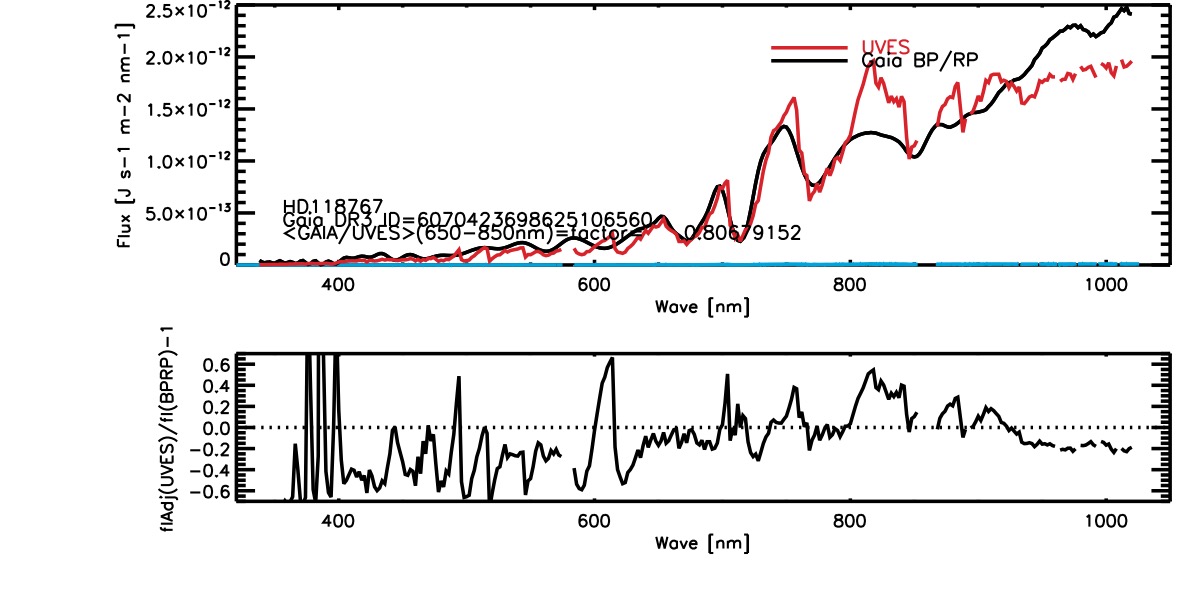 2.5×10−12
2.0×10−12
1.5×10−12
1.0×10−12
5.0×10−13
0
Flux [J s−1 m−2 nm−1]
UVES
Gaia BP/RP
HD118767
Gaia DR3 ID=6070423698625106560
<GAIA/UVES>(650−850nm)=factor= 0.80679152
400 600 800 1000
Wave [nm]
0.6
0.4
0.2
0.0
−0.2
−0.4
−0.6
flAdj(UVES)/fl(BPRP)−1
400 600 800 1000
Wave [nm]